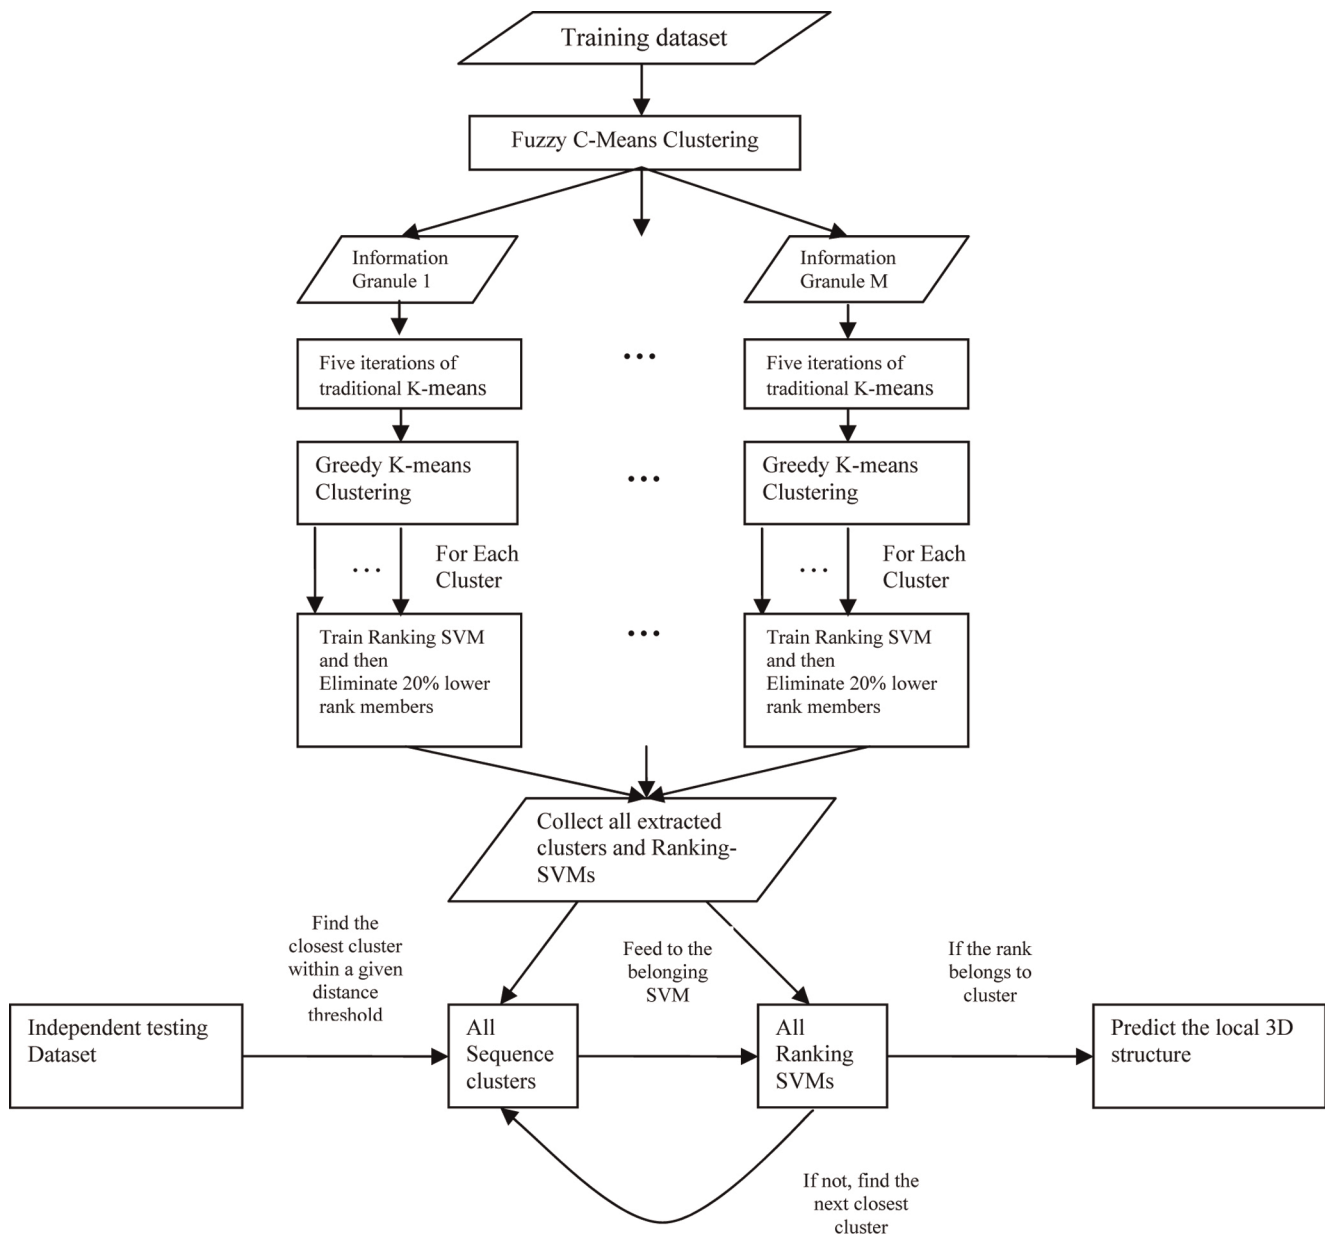 Training dataset
Fuzzy C-Means Clustering
Information
Granule 1
Information
Granule M
Five iterations of
traditional K-means
...
Five iterations of
traditional K-means
Greedy K-means
Clustering
...
Greedy K-means
Clustering
...
For Each
Cluster
...
For Each
Cluster
Train Ranking SVM
and then
Eliminate 20% lower
rank members
...
Train Ranking SVM
and then
Eliminate 20% lower
rank members
Collect all extracted
clusters and Ranking-
SVMs
Find the
closest cluster
within a given
distance
threshold
Feed to the
belonging
SVM
If the rank
belongs to
cluster
Independent testing
Dataset
All
Sequence
clusters
All
Ranking
SVMs
Predict the local 3D
structure
If not, find the
next closest
cluster